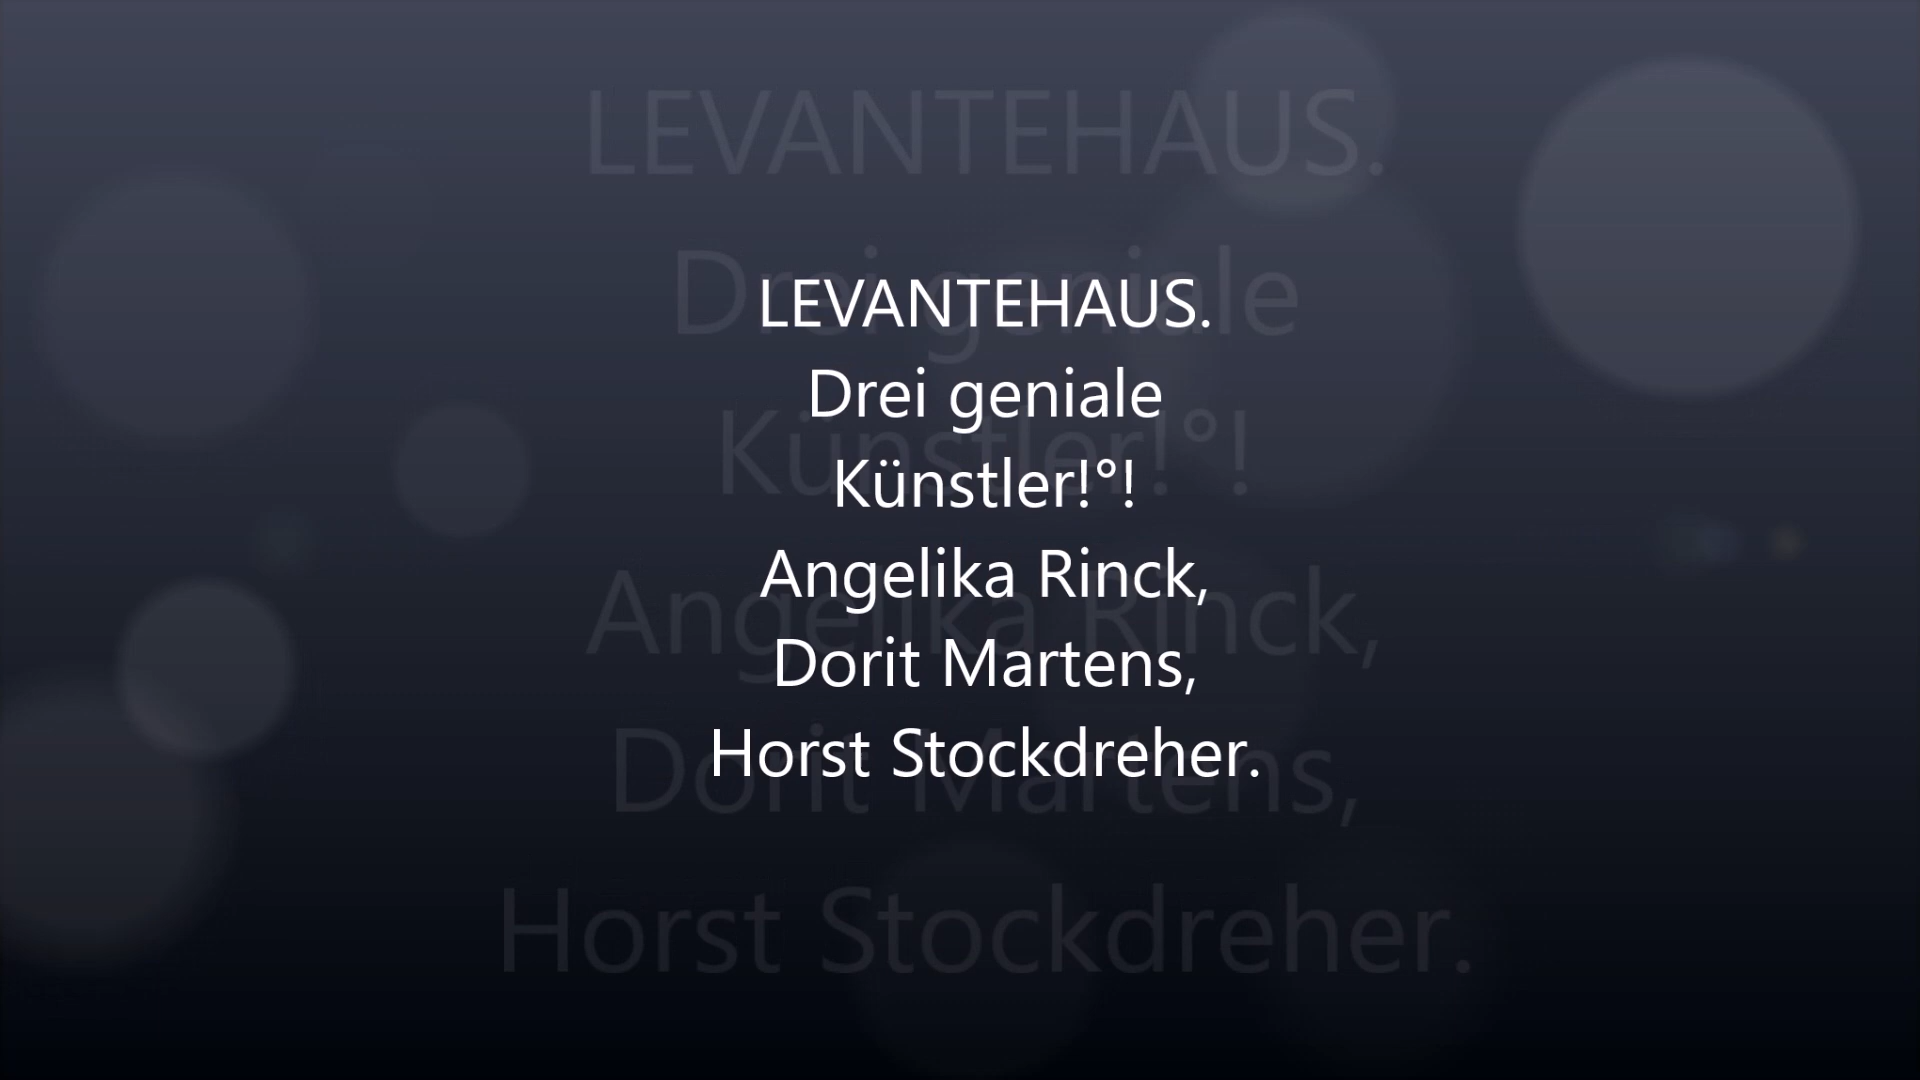 LEVANTEHAUS.
Drei geniale
Künstler!°!
Angelika Rinck,
Dorit Martens,
Horst Stockdreher.